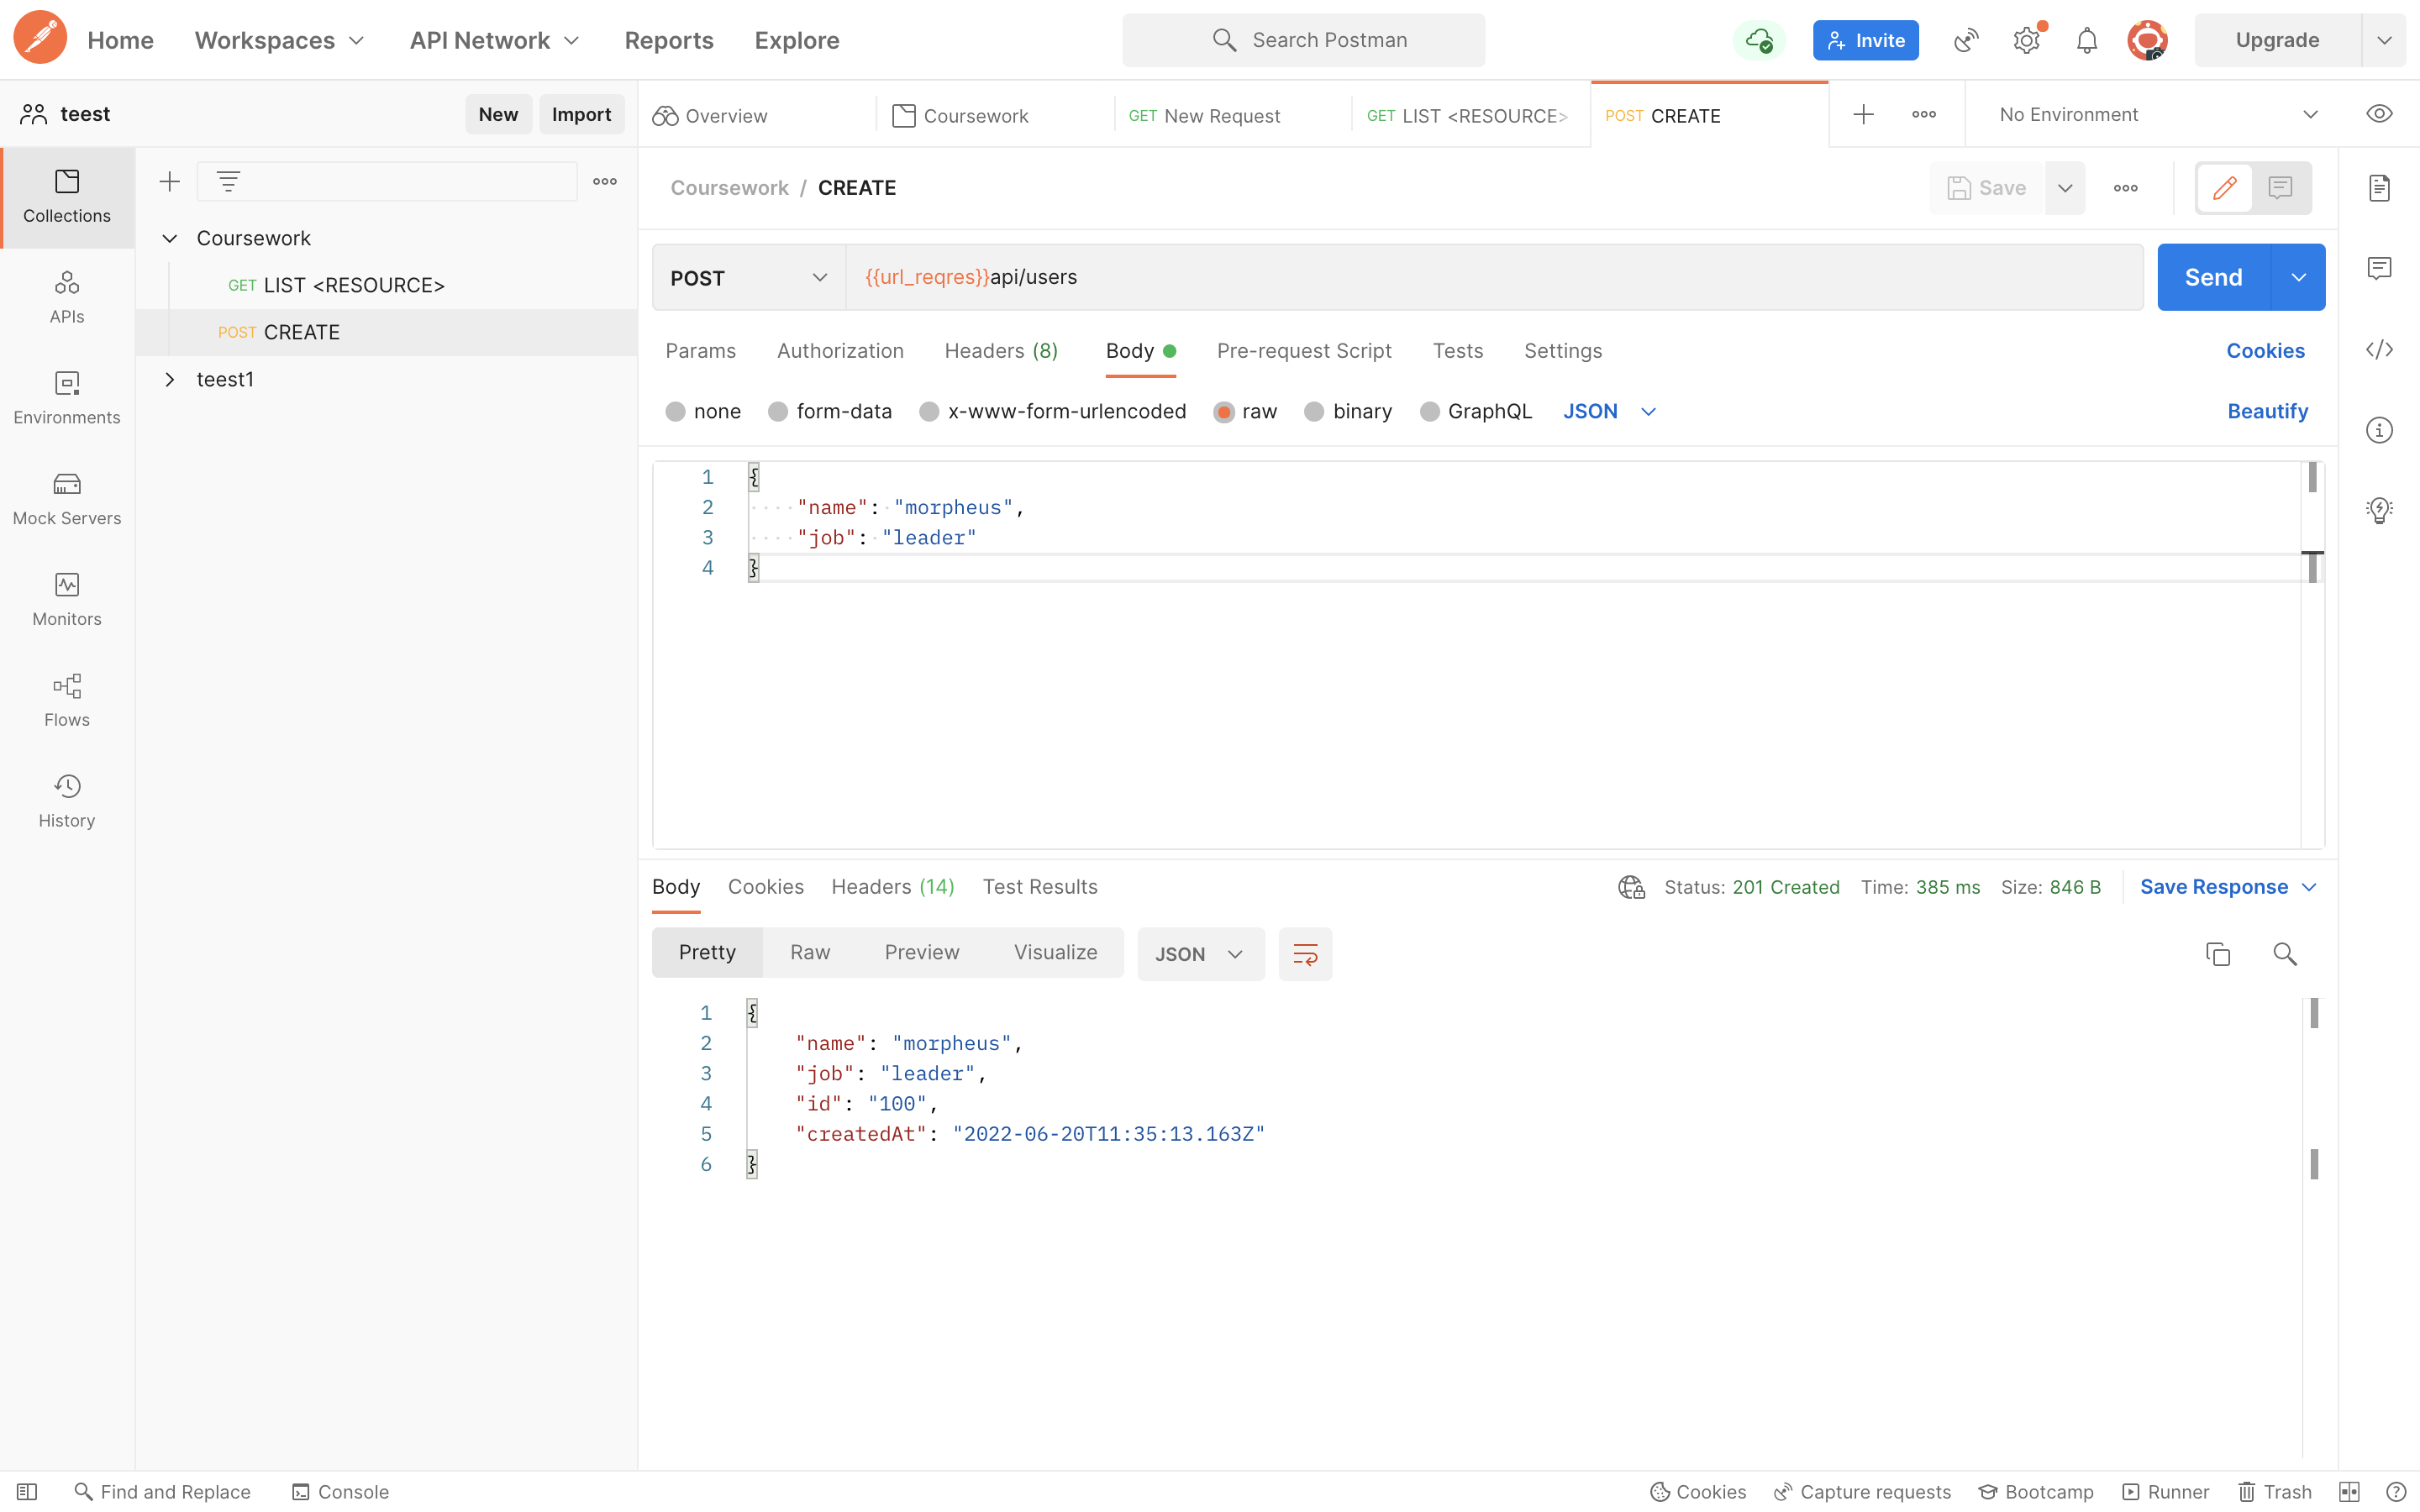 Home Workspaces API Network Reports Explore Search Postman Invite Upgrade
teest New Import Overview Coursework GET New Request GET LIST <RESOURCE> POST CREATE No Environment
Collections
Coursework / CREATE Save
Coursework
GET LIST <RESOURCE>
POST CREATE
teest1
APIs
Environments
Mock Servers
Monitors
Flows
History
POST {{url_reqres}}api/users Send
Params Authorization Headers (8) Body Pre-request Script Tests Settings Cookies
none form-data x-www-form-urlencoded raw binary GraphQL JSON Beautify
1 {
2 "name": "morpheus",
3 "job": "leader"
4 }
Body Cookies Headers (14) Test Results Status: 201 Created Time: 385 ms Size: 846 B Save Response
Pretty Raw Preview Visualize JSON
1 {
2 "name": "morpheus",
3 "job": "leader",
4 "id": "100",
5 "createdAt": "2022-06-20T11:35:13.163Z"
6 }
Find and Replace Console Cookies Capture requests Bootcamp Runner Trash